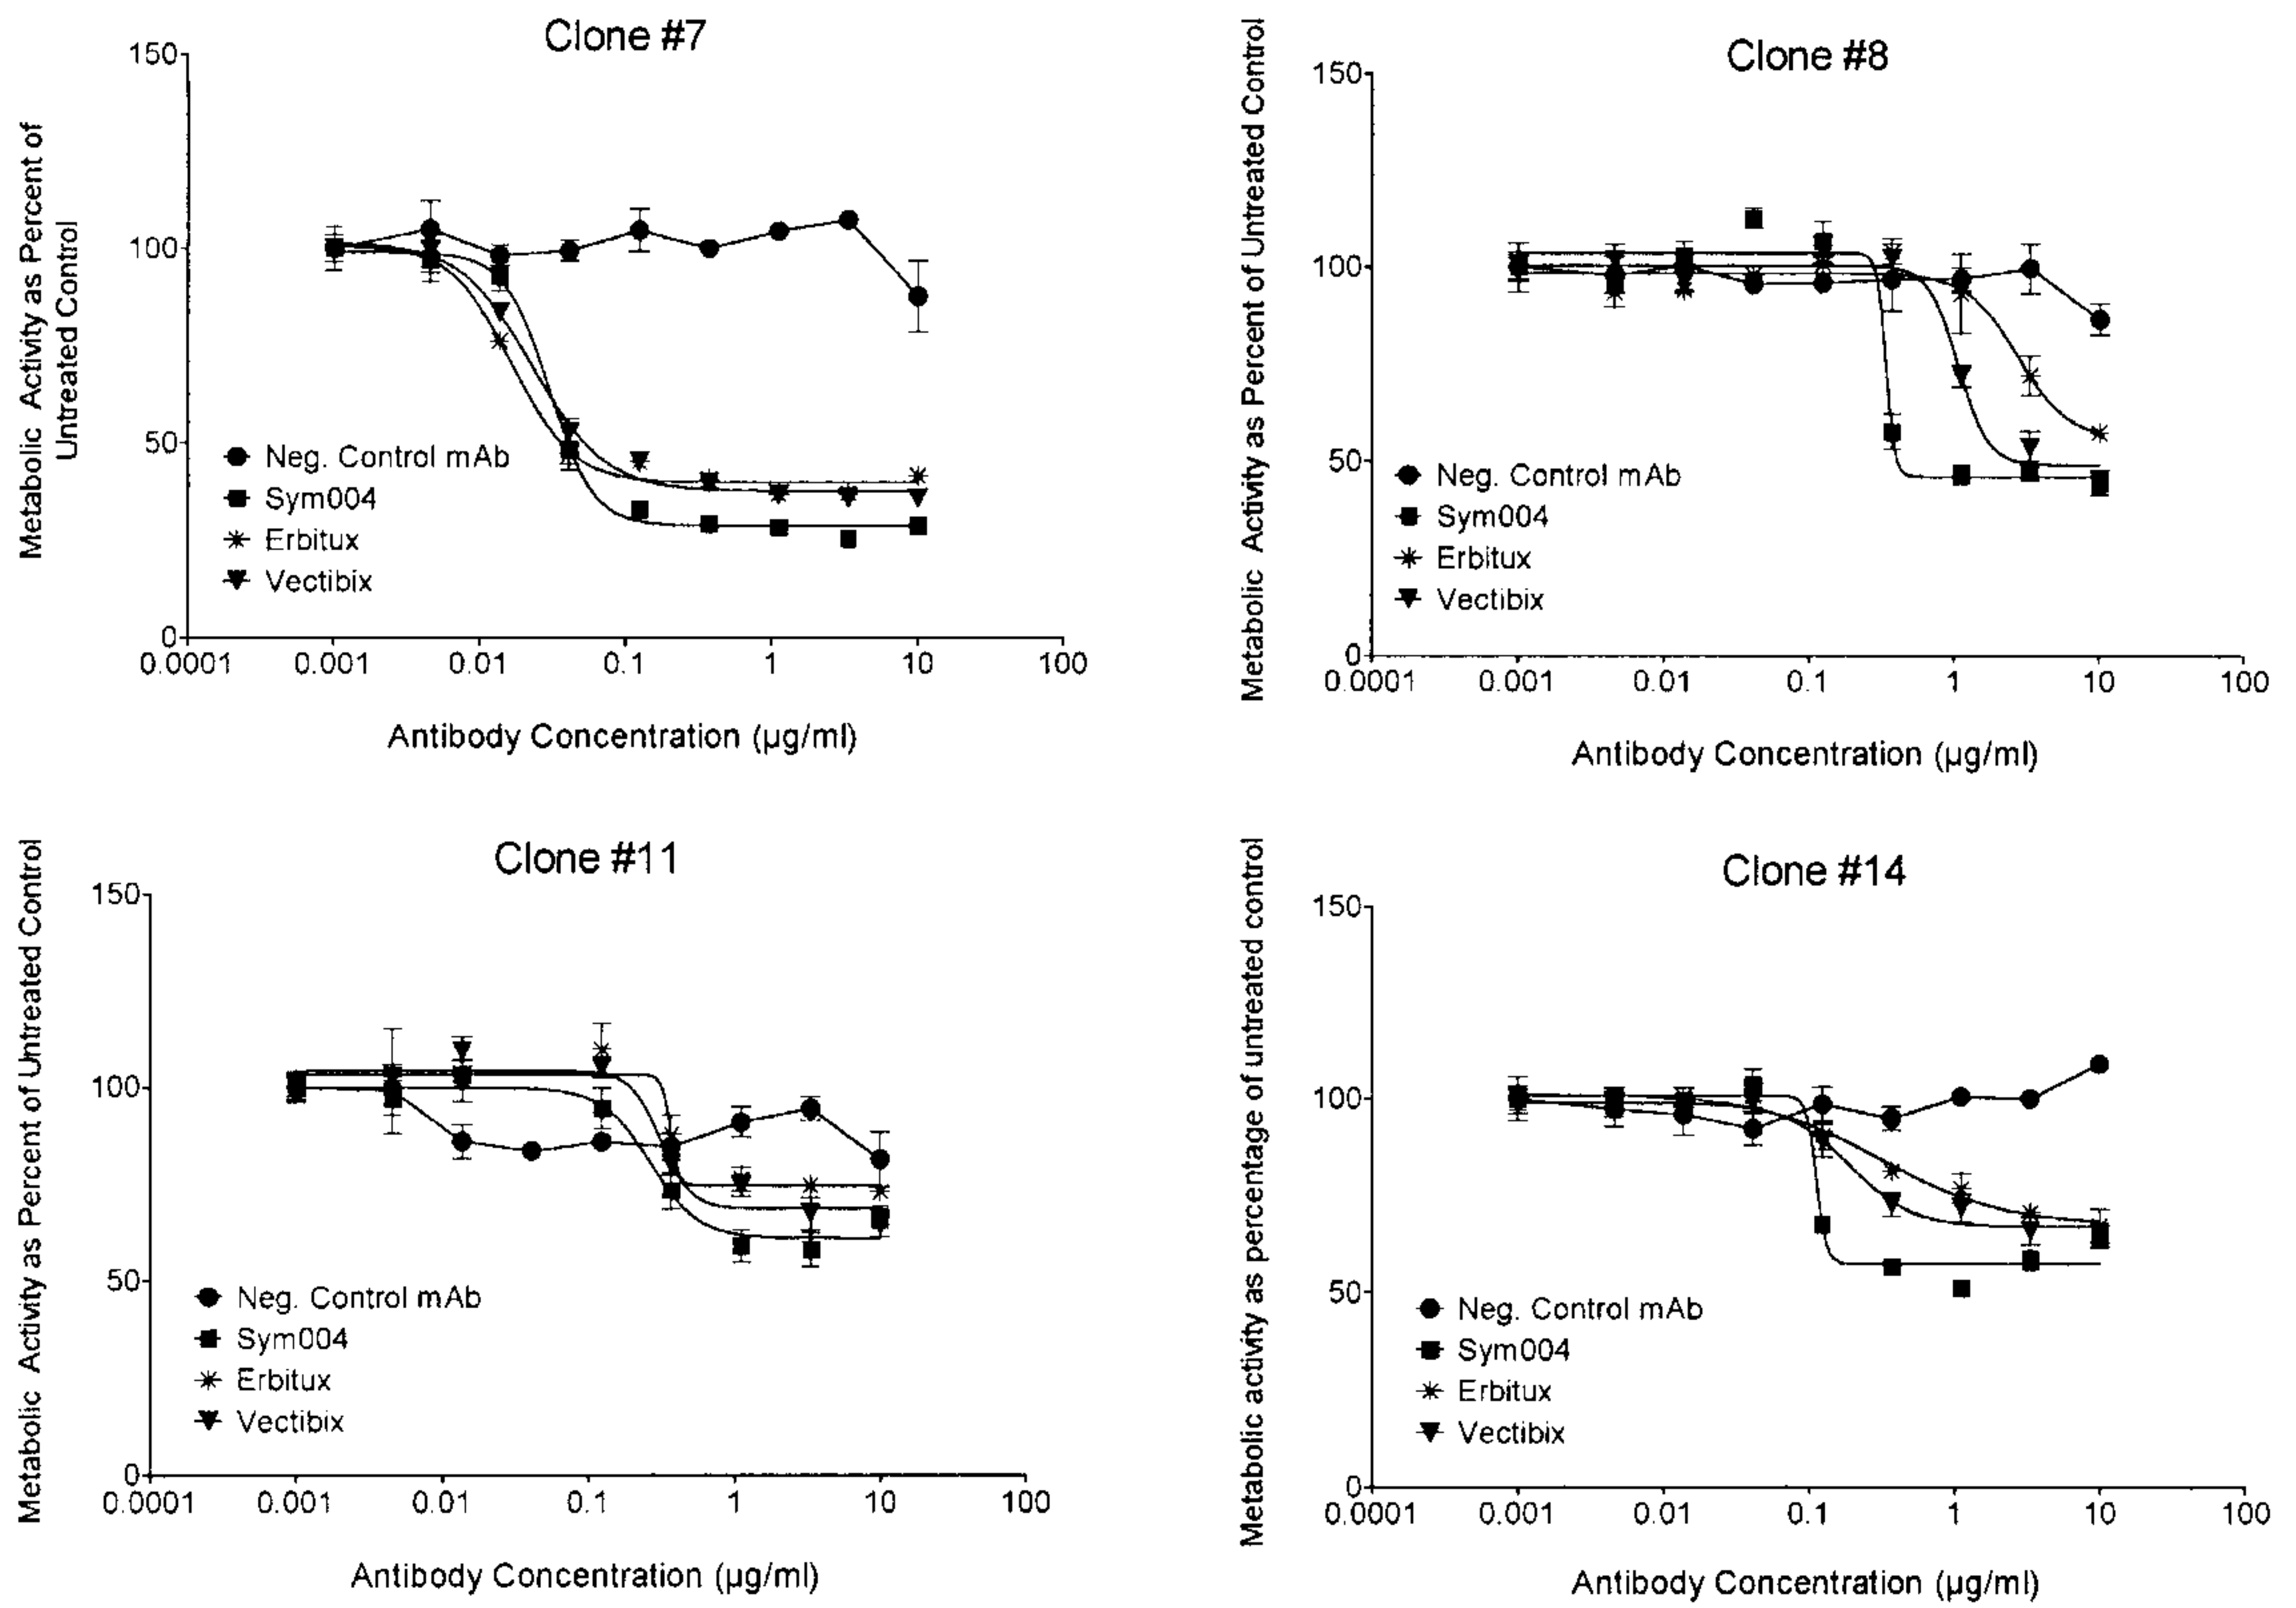 Clone #7
Metabolic Activity as Percent of
Untreated Control
150
100
50
0
Neg. Control mAb
Sym004
Erbitux
Vectibix
0.0001 0.001 0.01 0.1 1 10 100
Antibody Concentration (µg/ml)
Clone #8
Metabolic Activity as Percent of Untreated Control
150
100
50
0
Neg. Control mAb
Sym004
Erbitux
Vectibix
0.0001 0.001 0.01 0.1 1 10 100
Antibody Concentration (µg/ml)
Clone #11
Metabolic Activity as Percent of Untreated Control
150
100
50
0
Neg. Control mAb
Sym004
Erbitux
Vectibix
0.0001 0.001 0.01 0.1 1 10 100
Antibody Concentration (µg/ml)
Clone #14
Metabolic activity as percentage of untreated control
150
100
50
0
Neg. Control mAb
Sym004
Erbitux
Vectibix
0.0001 0.001 0.01 0.1 1 10 100
Antibody Concentration (µg/ml)